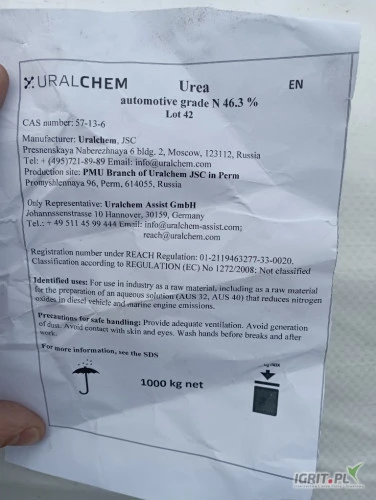 URALCHEM
Urea
EN
automotive grade N 46.3 %
Lot 42
CAS number: 57-13-6
Manufacturer: Uralchem, JSC
Presnenskaya Naberezhnaya 6 bldg. 2, Moscow, 123112, Russia
Tel: + (495)721-89-89 Email: info@uralchem.com
Production site: PMU Branch of Uralchem JSC in Perm
Promyshlennaya 96, Perm, 614055, Russia
Only Representative: Uralchem Assist GmbH
Johannssenstrasse 10 Hannover, 30159, Germany
Tel.: + 49 511 45 99 444 Email: info@uralchem-assist.com;
reach@uralchem.com
Registration number under REACH Regulation: 01-2119463277-33-0020.
Classification according to REGULATION (EC) No 1272/2008: Not classified
Identified uses: For use in industry as a raw material, including as a raw material
for the preparation of an aqueous solution (AUS 32, AUS 40) that reduces nitrogen
oxides in diesel vehicle and marine engine emissions.
Precautions for safe handling: Provide adequate ventilation. Avoid generation
of dust. Avoid contact with skin and eyes. Wash hands before breaks and after
work.
For more information, see the SDS
1000 kg net
IGRIT.PL